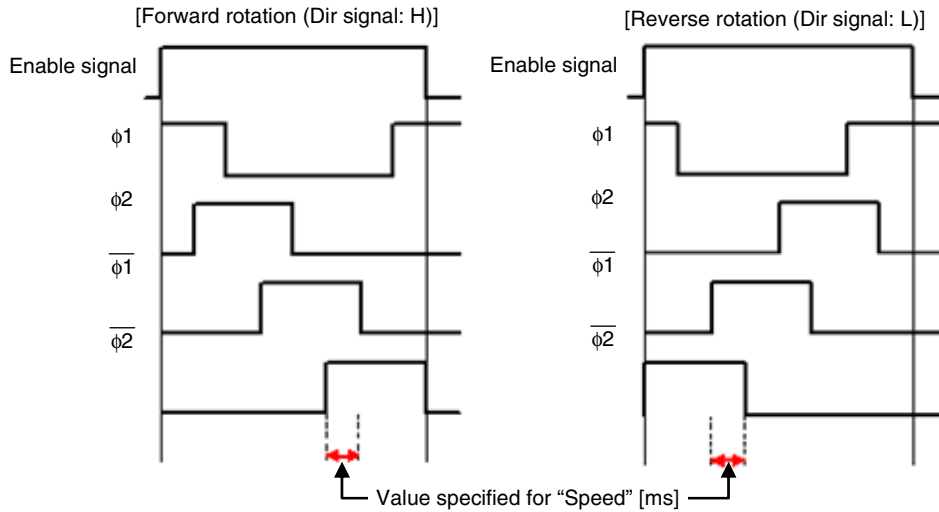 [Forward rotation (Dir signal: H)]
Enable signal
ϕ1
ϕ2
ϕ1̅
ϕ2̅
[Reverse rotation (Dir signal: L)]
Enable signal
ϕ1
ϕ2
ϕ1̅
ϕ2̅
Value specified for “Speed” [ms]